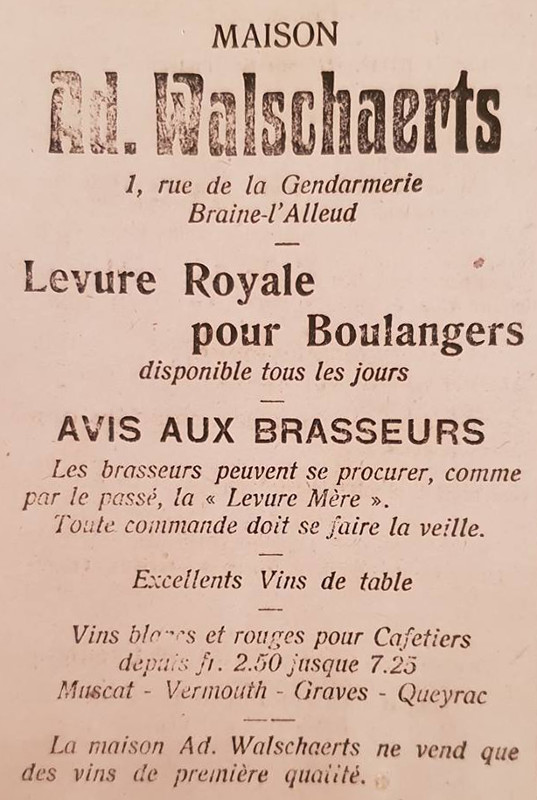 MAISON
Ad. Walschaerts
1, rue de la Gendarmerie
Braine-l'Alleud
Levure Royale
pour Boulangers
disponible tous les jours
AVIS AUX BRASSEURS
Les brasseurs peuvent se procurer, comme
par le passé, la « Levure Mère ».
Toute commande doit se faire la veille.
Excellents Vins de table
Vins blancs et rouges pour Cafetiers
depuis fr. 2.50 jusque 7.25
Muscat - Vermouth - Graves - Queyrac
La maison Ad. Walschaerts ne vend que
des vins de première qualité.